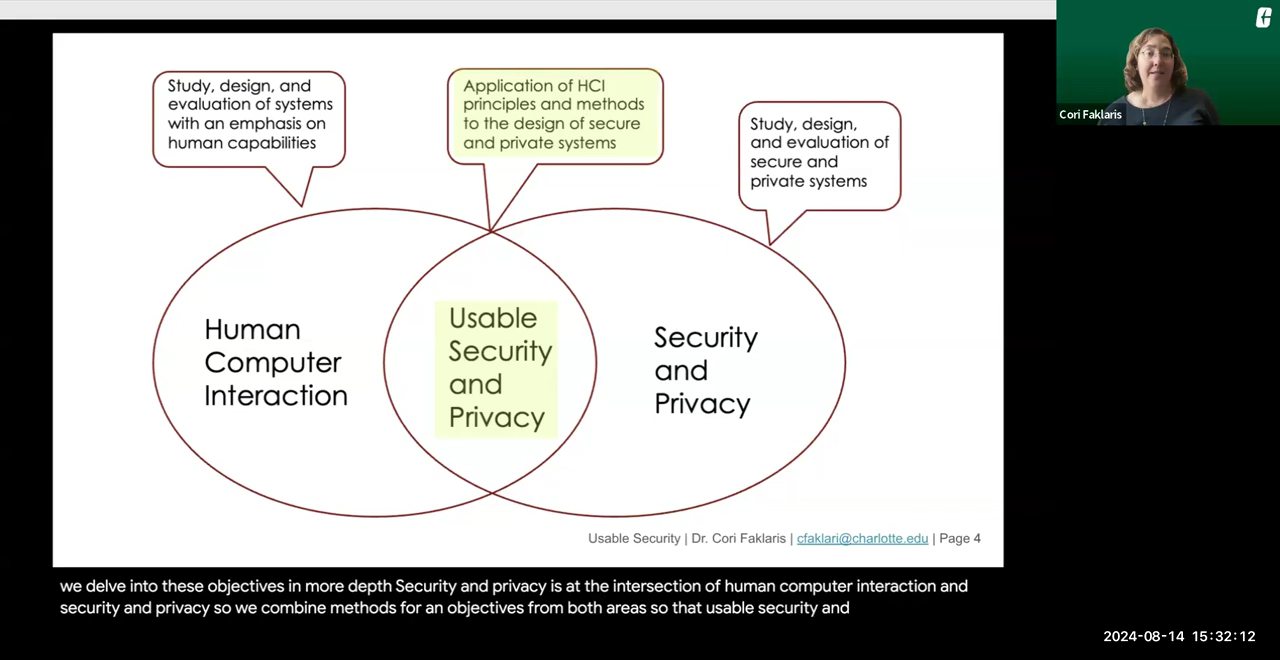 Study, design, and
evaluation of systems
with an emphasis on
human capabilities
Application of HCI
principles and methods
to the design of secure
and private systems
Study, design,
and evaluation of
secure and
private systems
Human
Computer
Interaction
Usable
Security
and
Privacy
Security
and
Privacy
Usable Security | Dr. Cori Faklaris | cfaklari@charlotte.edu | Page 4
Cori Faklaris
we delve into these objectives in more depth Security and privacy is at the intersection of human computer interaction and
security and privacy so we combine methods for an objectives from both areas so that usable security and
2024-08-14 15:32:12